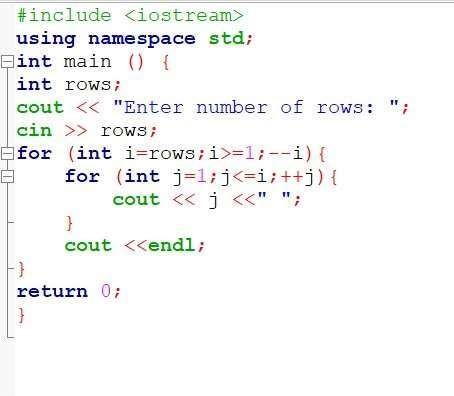 #include <iostream>
using namespace std;
int main () {
int rows;
cout << "Enter number of rows: ";
cin >> rows;
for (int i=rows;i>=1;--i){
    for (int j=1;j<=i;++j){
        cout << j <<" ";
    }
    cout <<endl;
}
return 0;
}